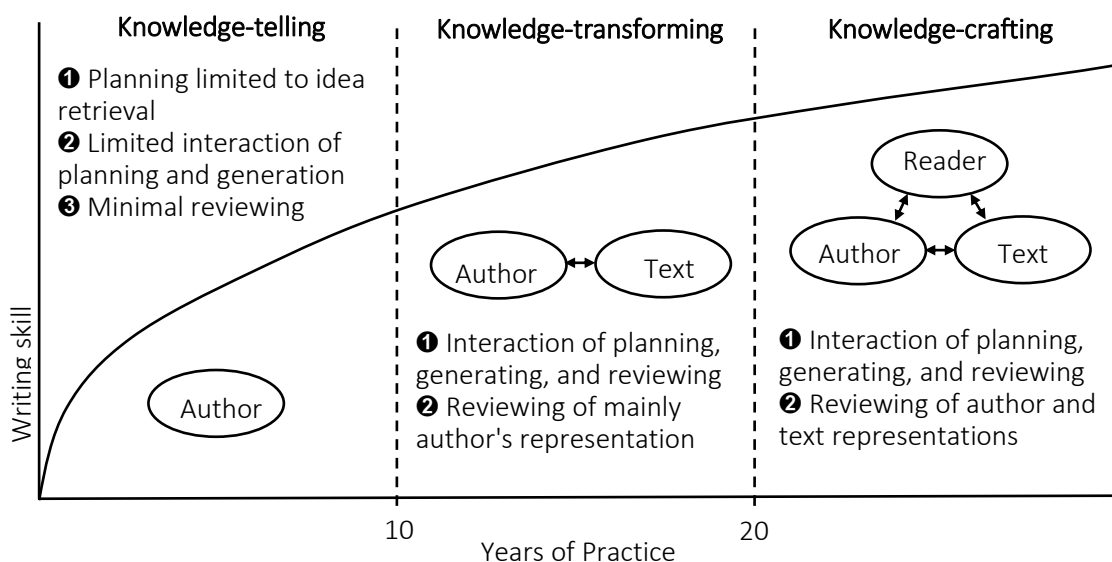 Knowledge-telling
❶ Planning limited to idea
retrieval
❷ Limited interaction of
planning and generation
❸ Minimal reviewing
Author
Knowledge-transforming
Author
Text
❶ Interaction of planning,
generating, and reviewing
❷ Reviewing of mainly
author's representation
Knowledge-crafting
Reader
Author
Text
❶ Interaction of planning,
generating, and reviewing
❷ Reviewing of author and
text representations
Writing skill
10
20
Years of Practice